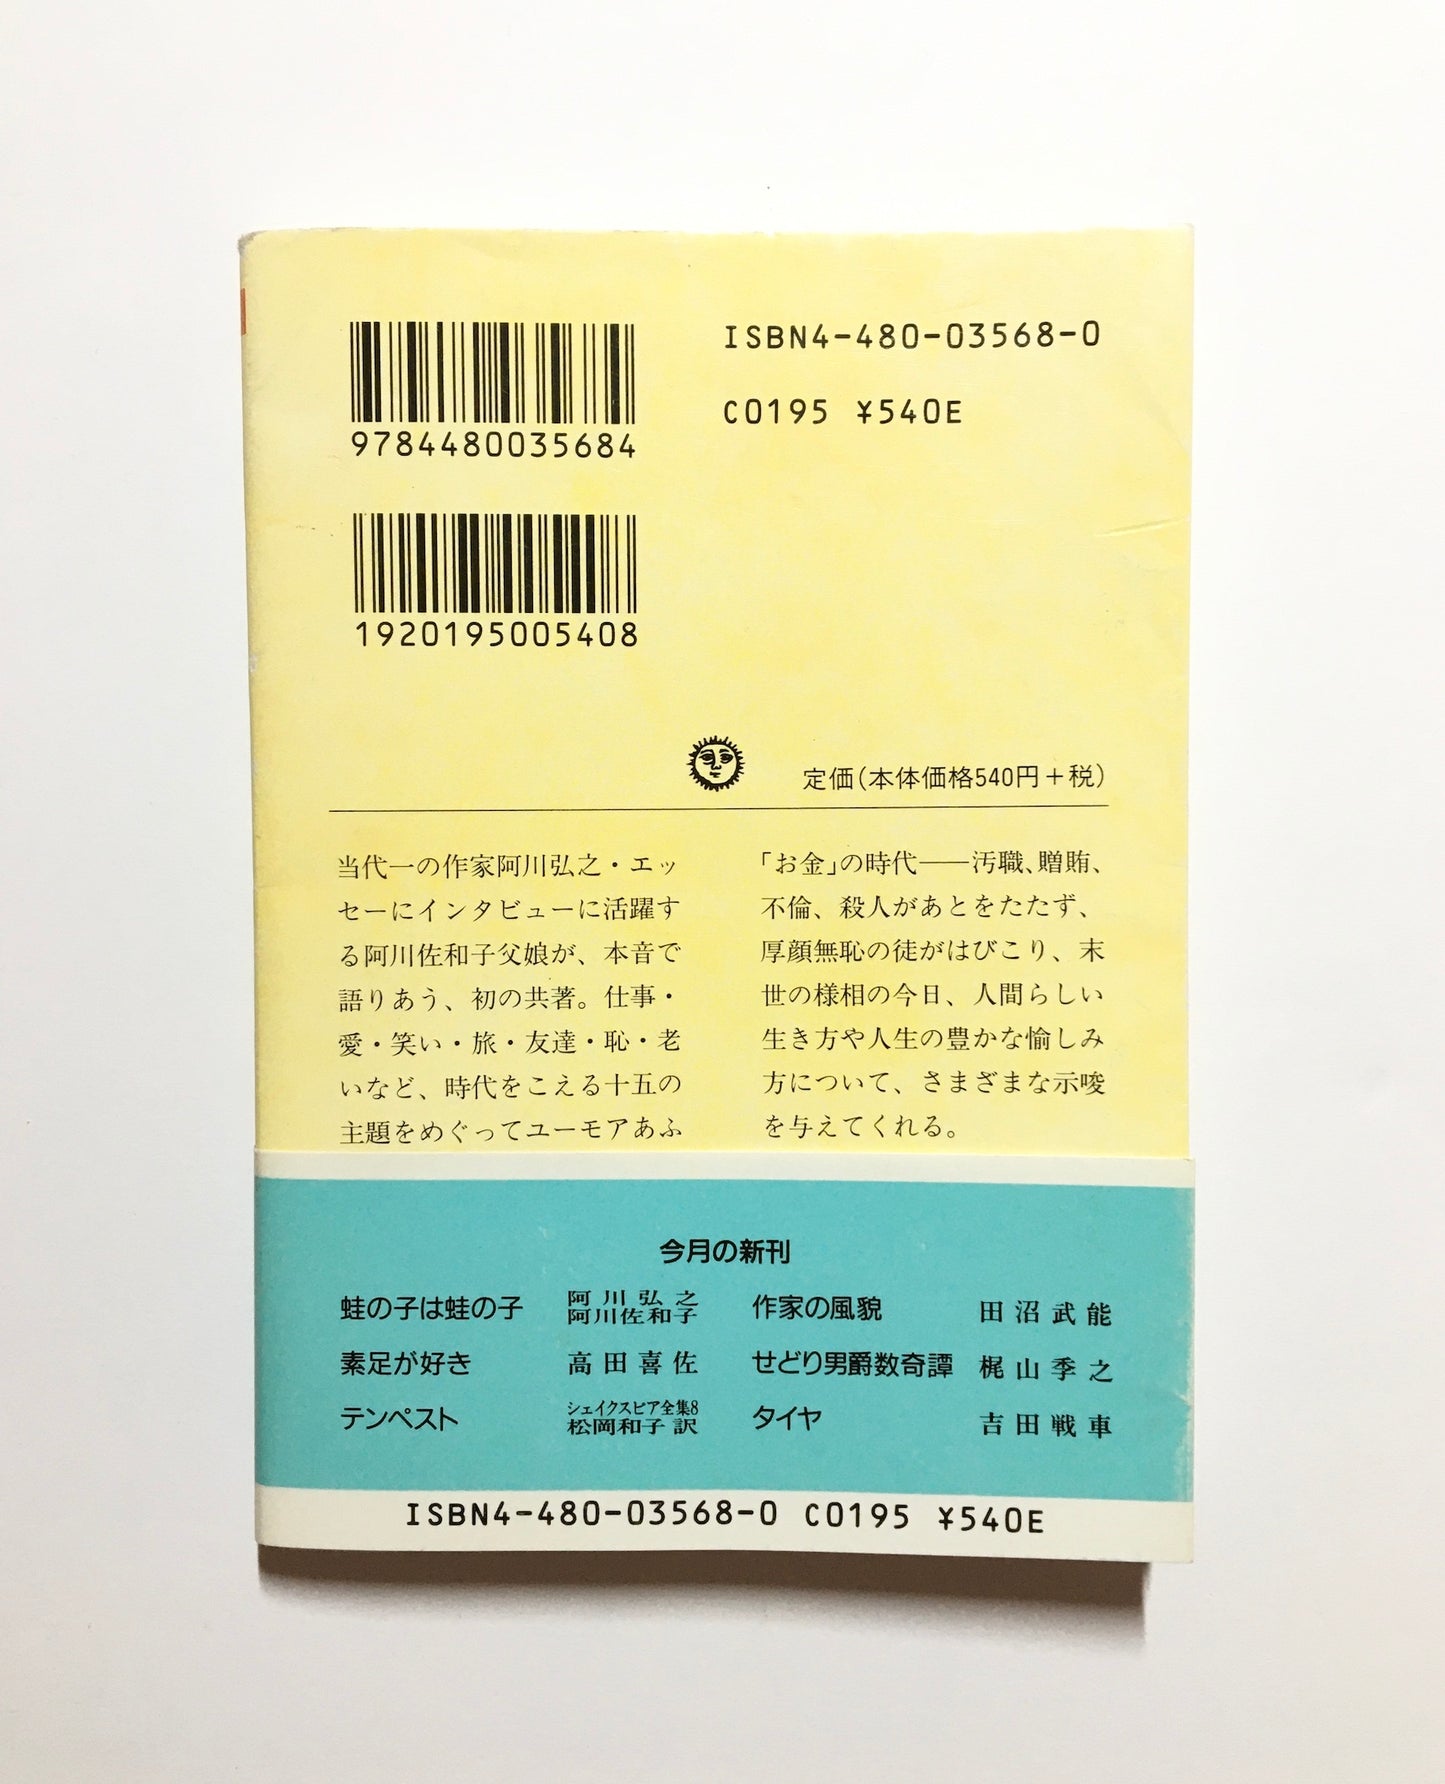 9784480035684
ISBN4-480-03568-0
C0195 ¥540E
1920195005408
定価(本体価格540円+税)
当代一の作家阿川弘之・エッ
セーにインタビューに活躍す
る阿川佐和子父娘が、本音で
語りあう、初の共著。仕事・
愛・笑い・旅・友達・恥・老
いなど、時代をこえる十五の
主題をめぐってユーモアあふ
「お金」の時代――汚職、贈賄、
不倫、殺人があとをたたず、
厚顔無恥の徒がはびこり、末
世の様相の今日、人間らしい
生き方や人生の豊かな愉しみ
方について、さまざまな示唆
を与えてくれる。
今月の新刊
蛙の子は蛙の子 阿川弘之
阿川佐和子
素足が好き 高田喜佐
テンペスト シェイクスピア全集8
松岡和子 訳
作家の風貌 田沼武能
せどり男爵数奇譚 梶山季之
タイヤ 吉田戦車
ISBN4-480-03568-0 C0195 ¥540E